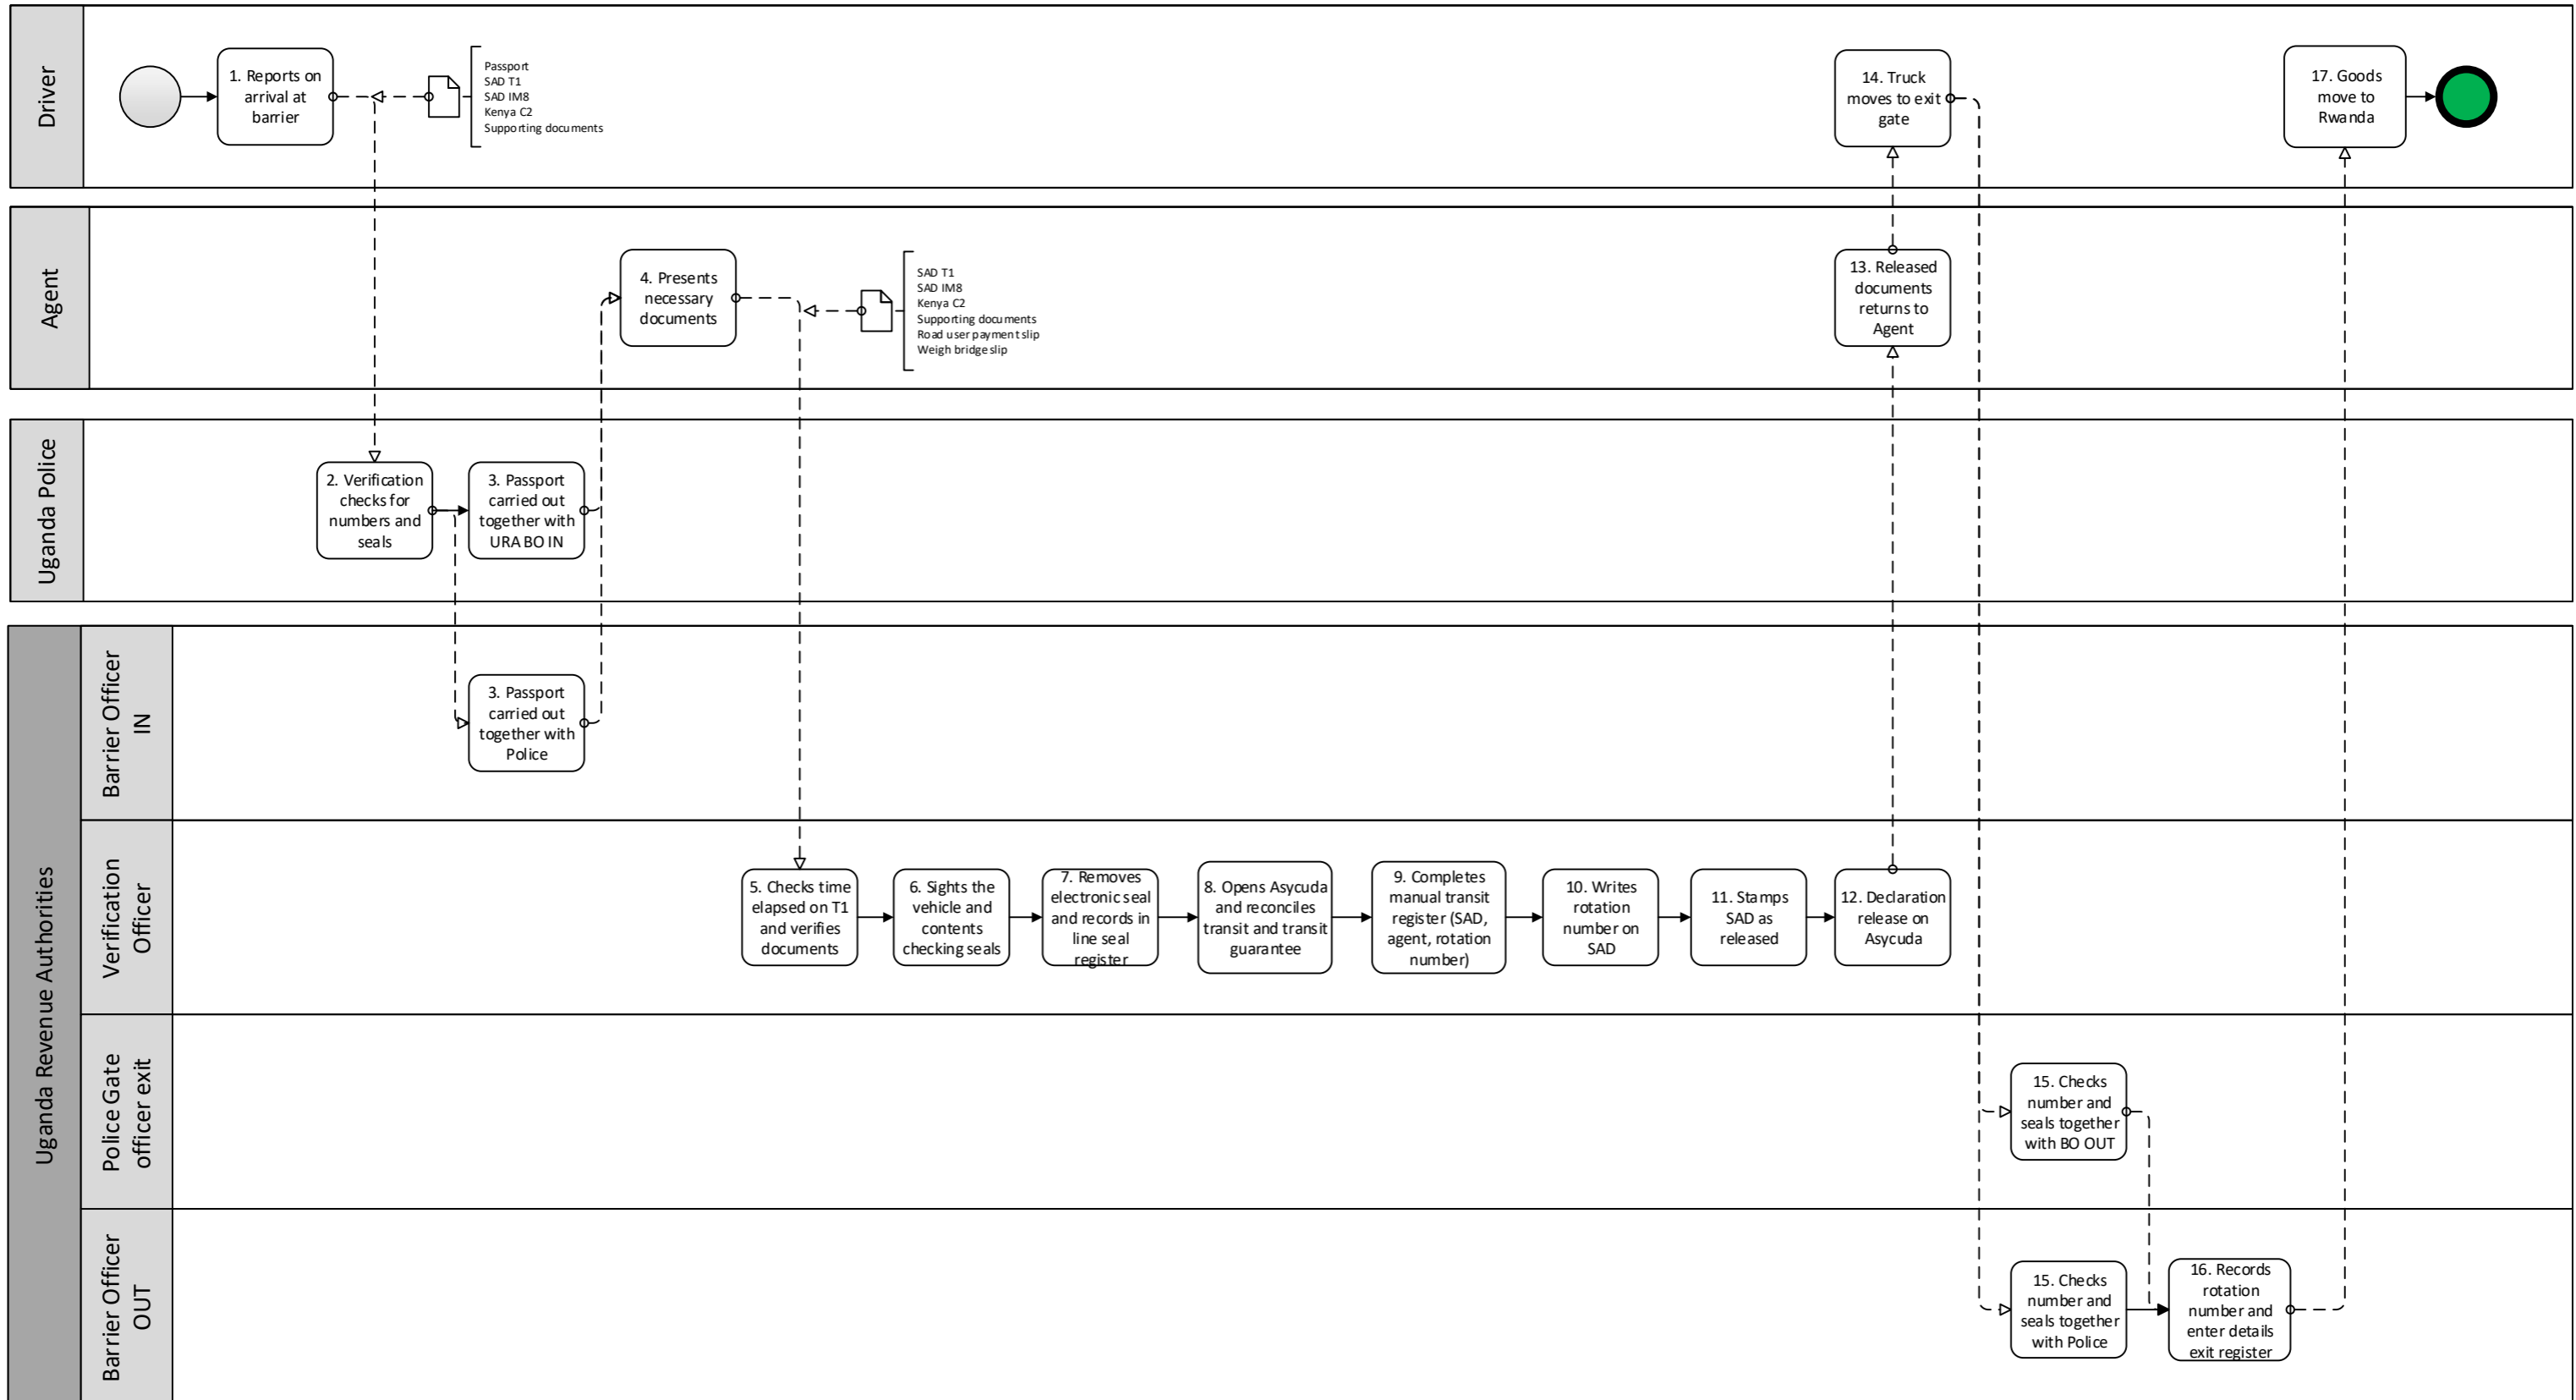 Driver
1. Reports on
arrival at
barrier
Passport
SAD T1
SAD IM8
Kenya C2
Supporting documents
14. Truck
moves to exit
gate
17. Goods
move to
Rwanda
Agent
4. Presents
necessary
documents
SAD T1
SAD IM8
Kenya C2
Supporting documents
Road user payment slip
Weigh bridge slip
13. Released
documents
returns to
Agent
Uganda Police
2. Verification
checks for
numbers and
seals
3. Passport
carried out
together with
URA BO IN
Uganda Revenue Authorities
Barrier Officer
IN
3. Passport
carried out
together with
Police
Verification
Officer
5. Checks time
elapsed on T1
and verifies
documents
6. Sights the
vehicle and
contents
checking seals
7. Removes
electronic seal
and records in
line seal
register
8. Opens Asycuda
and reconciles
transit and transit
guarantee
9. Completes
manual transit
register (SAD,
agent, rotation
number)
10. Writes
rotation
number on
SAD
11. Stamps
SAD as
released
12. Declaration
release on
Asycuda
Police Gate
officer exit
15. Checks
number and
seals together
with BO OUT
Barrier Officer
OUT
15. Checks
number and
seals together
with Police
16. Records
rotation
number and
enter details
exit register